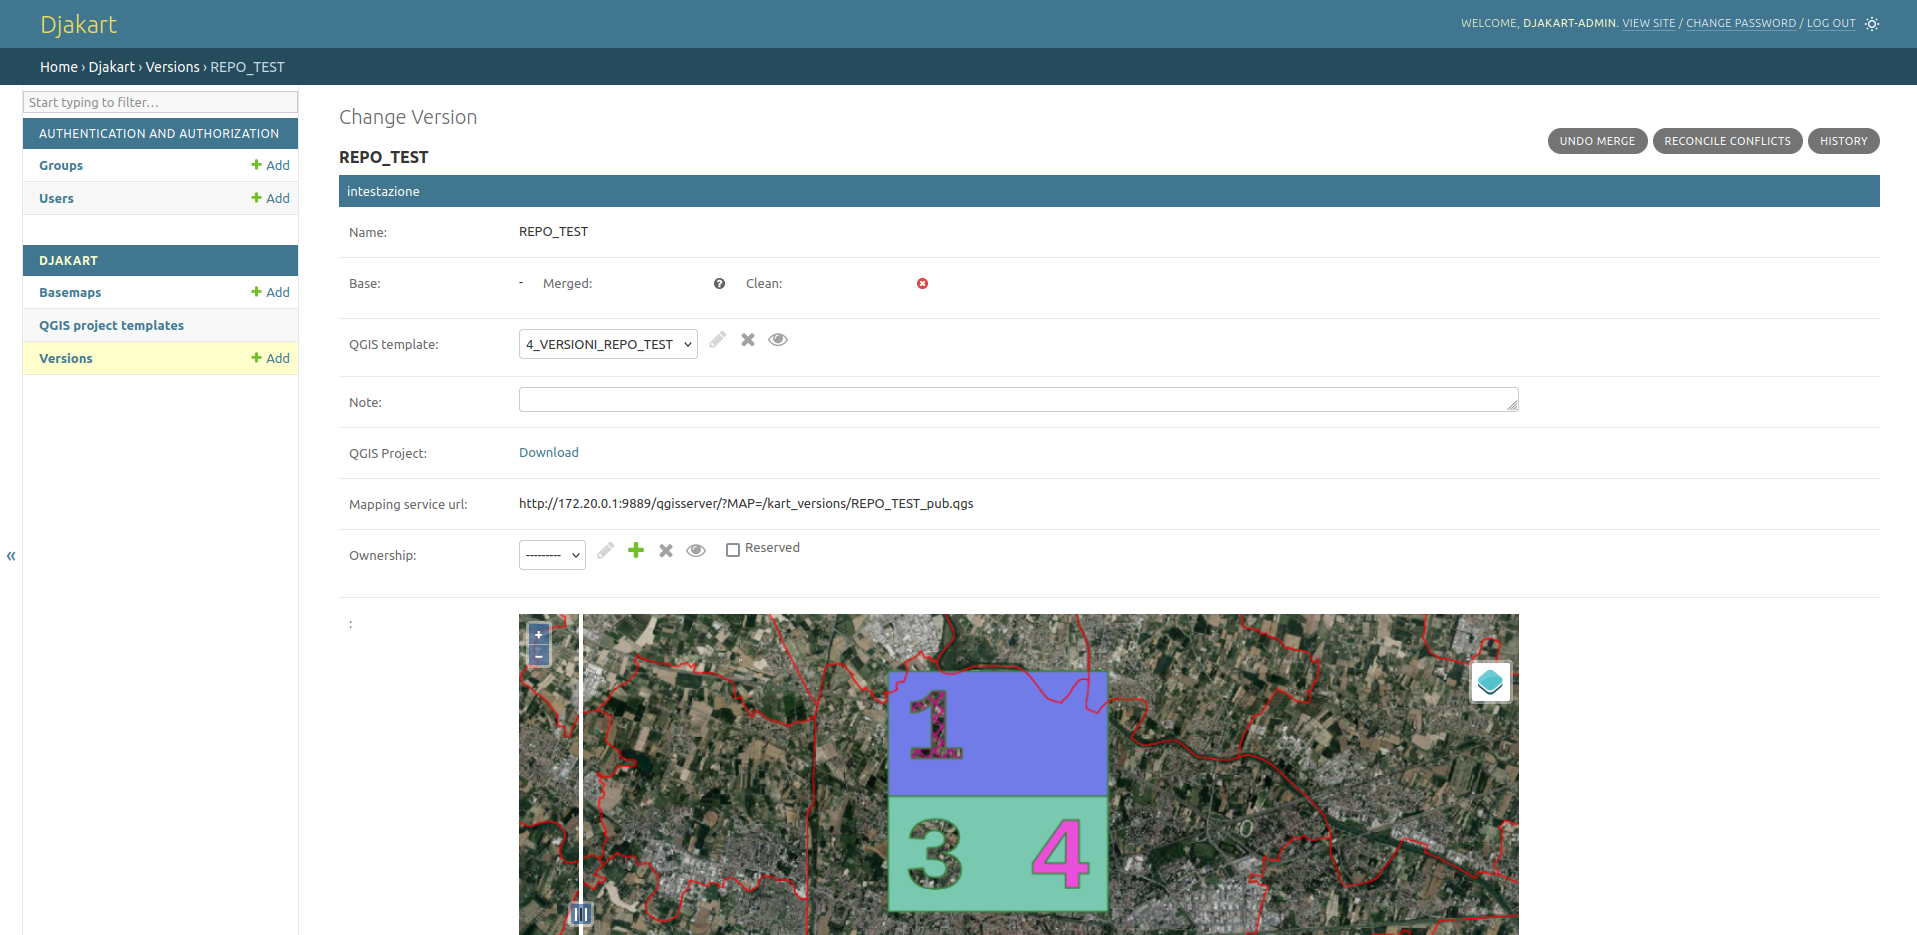 Djakart
WELCOME, DJAKART-ADMIN. VIEW SITE / CHANGE PASSWORD / LOG OUT
Home › Djakart › Versions › REPO_TEST
Start typing to filter...
AUTHENTICATION AND AUTHORIZATION
Groups + Add
Users + Add
DJAKART
Basemaps + Add
QGIS project templates
Versions + Add
«
Change Version
UNDO MERGE RECONCILE CONFLICTS HISTORY
REPO_TEST
intestazione
Name: REPO_TEST
Base: - Merged: ? Clean:
QGIS template: 4_VERSIONI_REPO_TEST
Note:
QGIS Project: Download
Mapping service url: http://172.20.0.1:9889/qgisserver/?MAP=/kart_versions/REPO_TEST_pub.qgs
Ownership: --------- Reserved
:
+
–
1
3 4